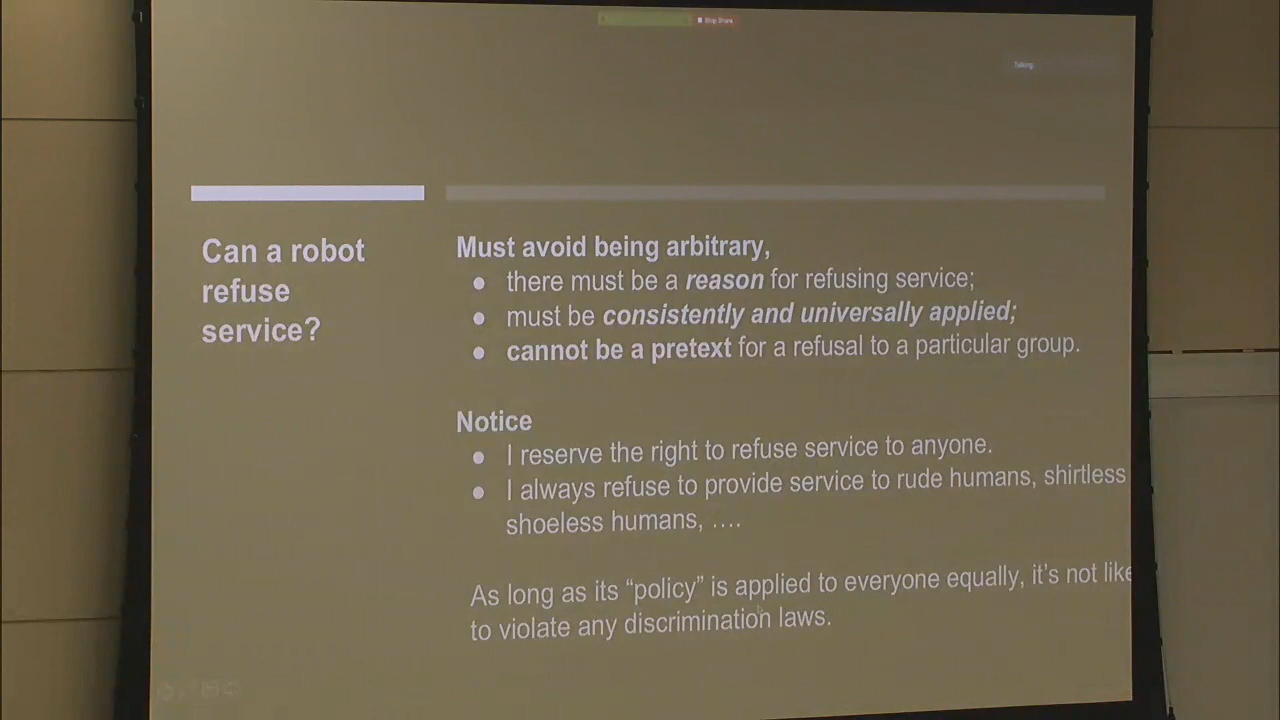 Stop Share
Talking:
Can a robot
refuse
service?
Must avoid being arbitrary,
● there must be a reason for refusing service;
● must be consistently and universally applied;
● cannot be a pretext for a refusal to a particular group.
Notice
● I reserve the right to refuse service to anyone.
● I always refuse to provide service to rude humans, shirtless
shoeless humans, ….
As long as its “policy” is applied to everyone equally, it’s not like
to violate any discrimination laws.